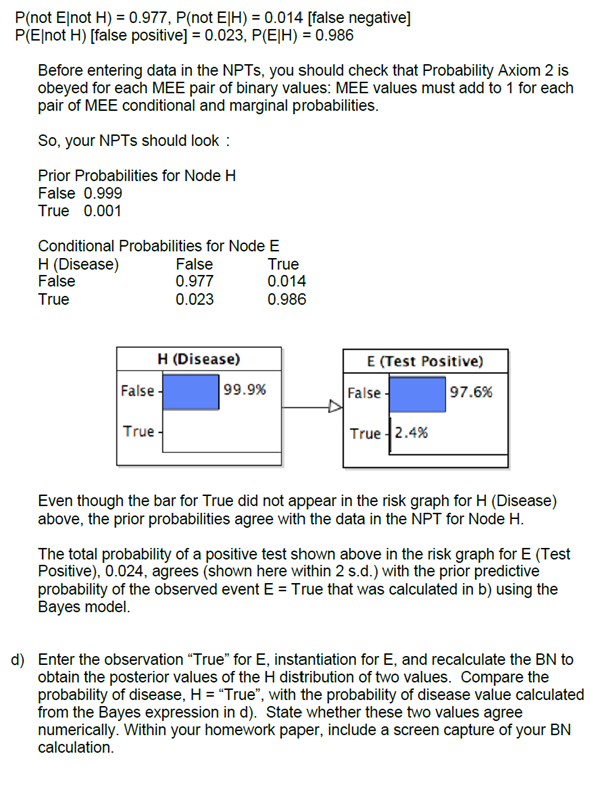 P(not E|not H) = 0.977, P(not E|H) = 0.014 [false negative]
P(E|not H) [false positive] = 0.023, P(E|H) = 0.986
Before entering data in the NPTs, you should check that Probability Axiom 2 is
obeyed for each MEE pair of binary values: MEE values must add to 1 for each
pair of MEE conditional and marginal probabilities.
So, your NPTs should look :
Prior Probabilities for Node H
False 0.999
True 0.001
Conditional Probabilities for Node E
H (Disease) False True
False 0.977 0.014
True 0.023 0.986
H (Disease)
False 99.9%
True
E (Test Positive)
False 97.6%
True 2.4%
Even though the bar for True did not appear in the risk graph for H (Disease)
above, the prior probabilities agree with the data in the NPT for Node H.
The total probability of a positive test shown above in the risk graph for E (Test
Positive), 0.024, agrees (shown here within 2 s.d.) with the prior predictive
probability of the observed event E = True that was calculated in b) using the
Bayes model.
d) Enter the observation “True” for E, instantiation for E, and recalculate the BN to
obtain the posterior values of the H distribution of two values. Compare the
probability of disease, H = “True”, with the probability of disease value calculated
from the Bayes expression in d). State whether these two values agree
numerically. Within your homework paper, include a screen capture of your BN
calculation.